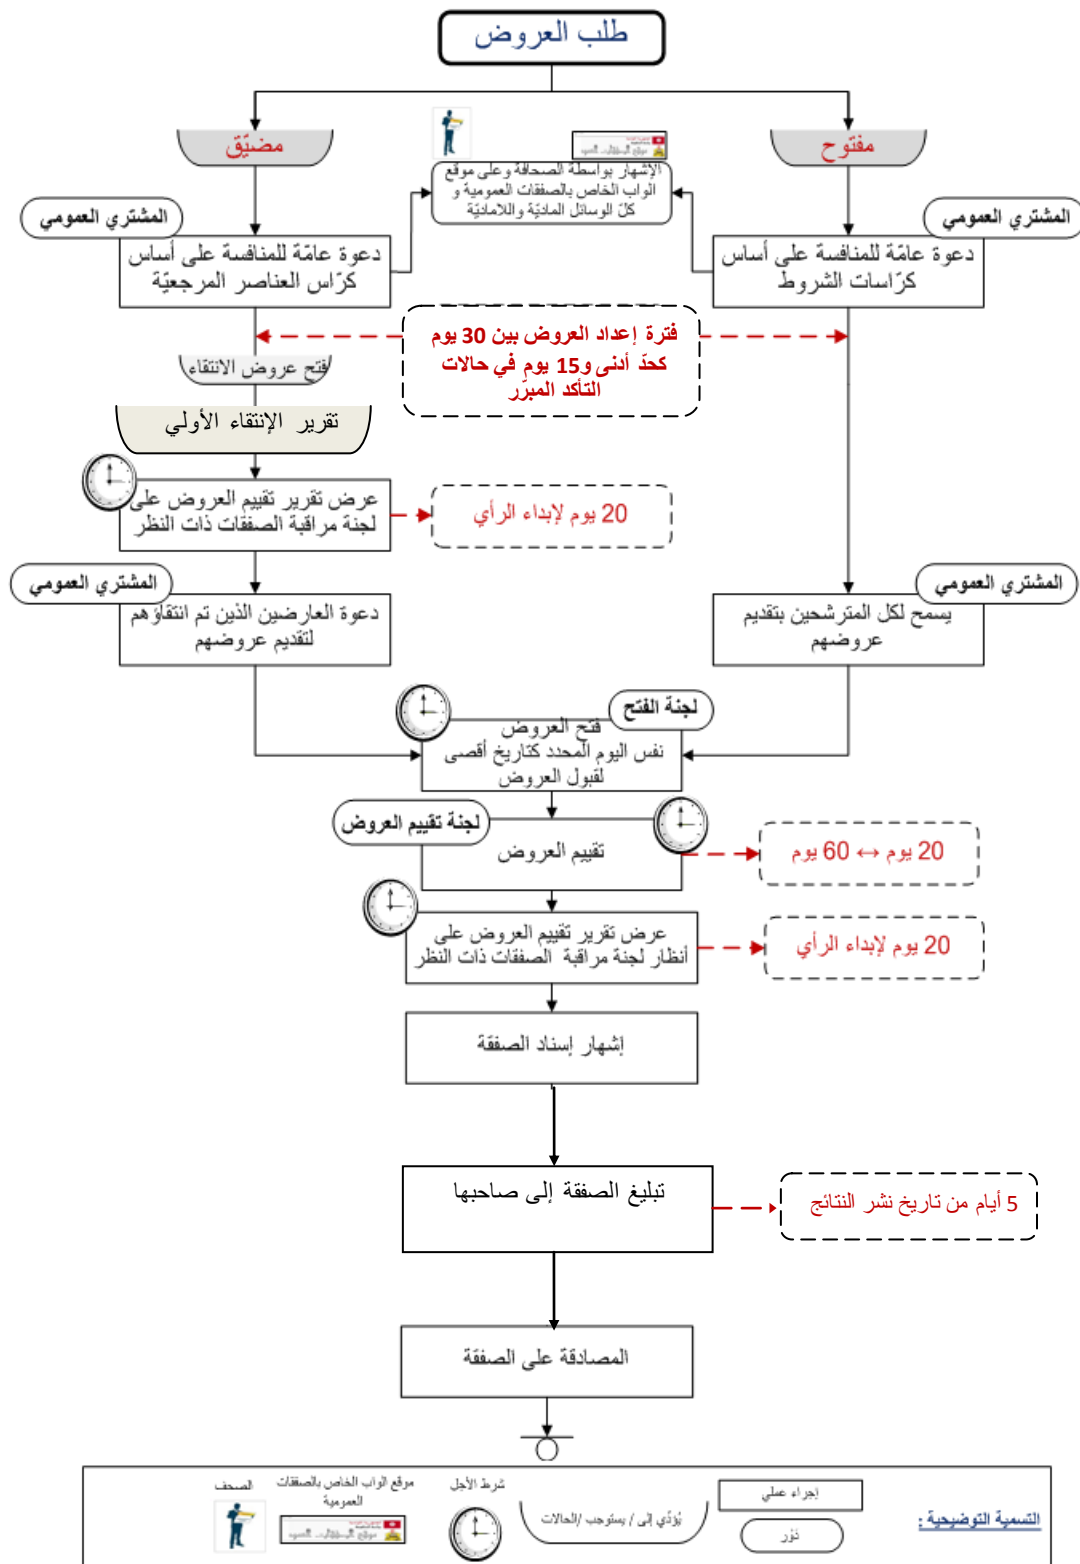 طلب العروض
مفتوح
مضيّق
الإشهار بواسطة الصحافة وعلى موقع
الواب الخاص بالصفقات العمومية و
كلّ الوسائل الماديّة واللاماديّة
المشتري العمومي
دعوة عامّة للمنافسة على أساس
كرّاسات الشروط
المشتري العمومي
دعوة عامّة للمنافسة على أساس
كرّاس العناصر المرجعيّة
فترة إعداد العروض بين 30 يوم
كحدّ أدنى و15 يوم في حالات
التأكد المبرّر
فتح عروض الانتقاء
تقرير الإنتقاء الأولي
عرض تقرير تقييم العروض على
لجنة مراقبة الصفقات ذات النظر
20 يوم لإبداء الرأي
المشتري العمومي
يسمح لكل المترشحين بتقديم
عروضهم
المشتري العمومي
دعوة العارضين الذين تم انتقاؤهم
لتقديم عروضهم
لجنة الفتح
فتح العروض
نفس اليوم المحدد كتاريخ أقصى
لقبول العروض
لجنة تقييم العروض
تقييم العروض
20 يوم ↔ 60 يوم
عرض تقرير تقييم العروض على
أنظار لجنة مراقبة الصفقات ذات النظر
20 يوم لإبداء الرأي
إشهار إسناد الصفقة
تبليغ الصفقة إلى صاحبها
5 أيام من تاريخ نشر النتائج
المصادقة على الصفقة
التسمية التوضيحية :
إجراء عملي
دَوْر
يُؤدّي إلى / يستوجب /الحالات
شرط الأجل
موقع الواب الخاص بالصفقات
العمومية
الصحف